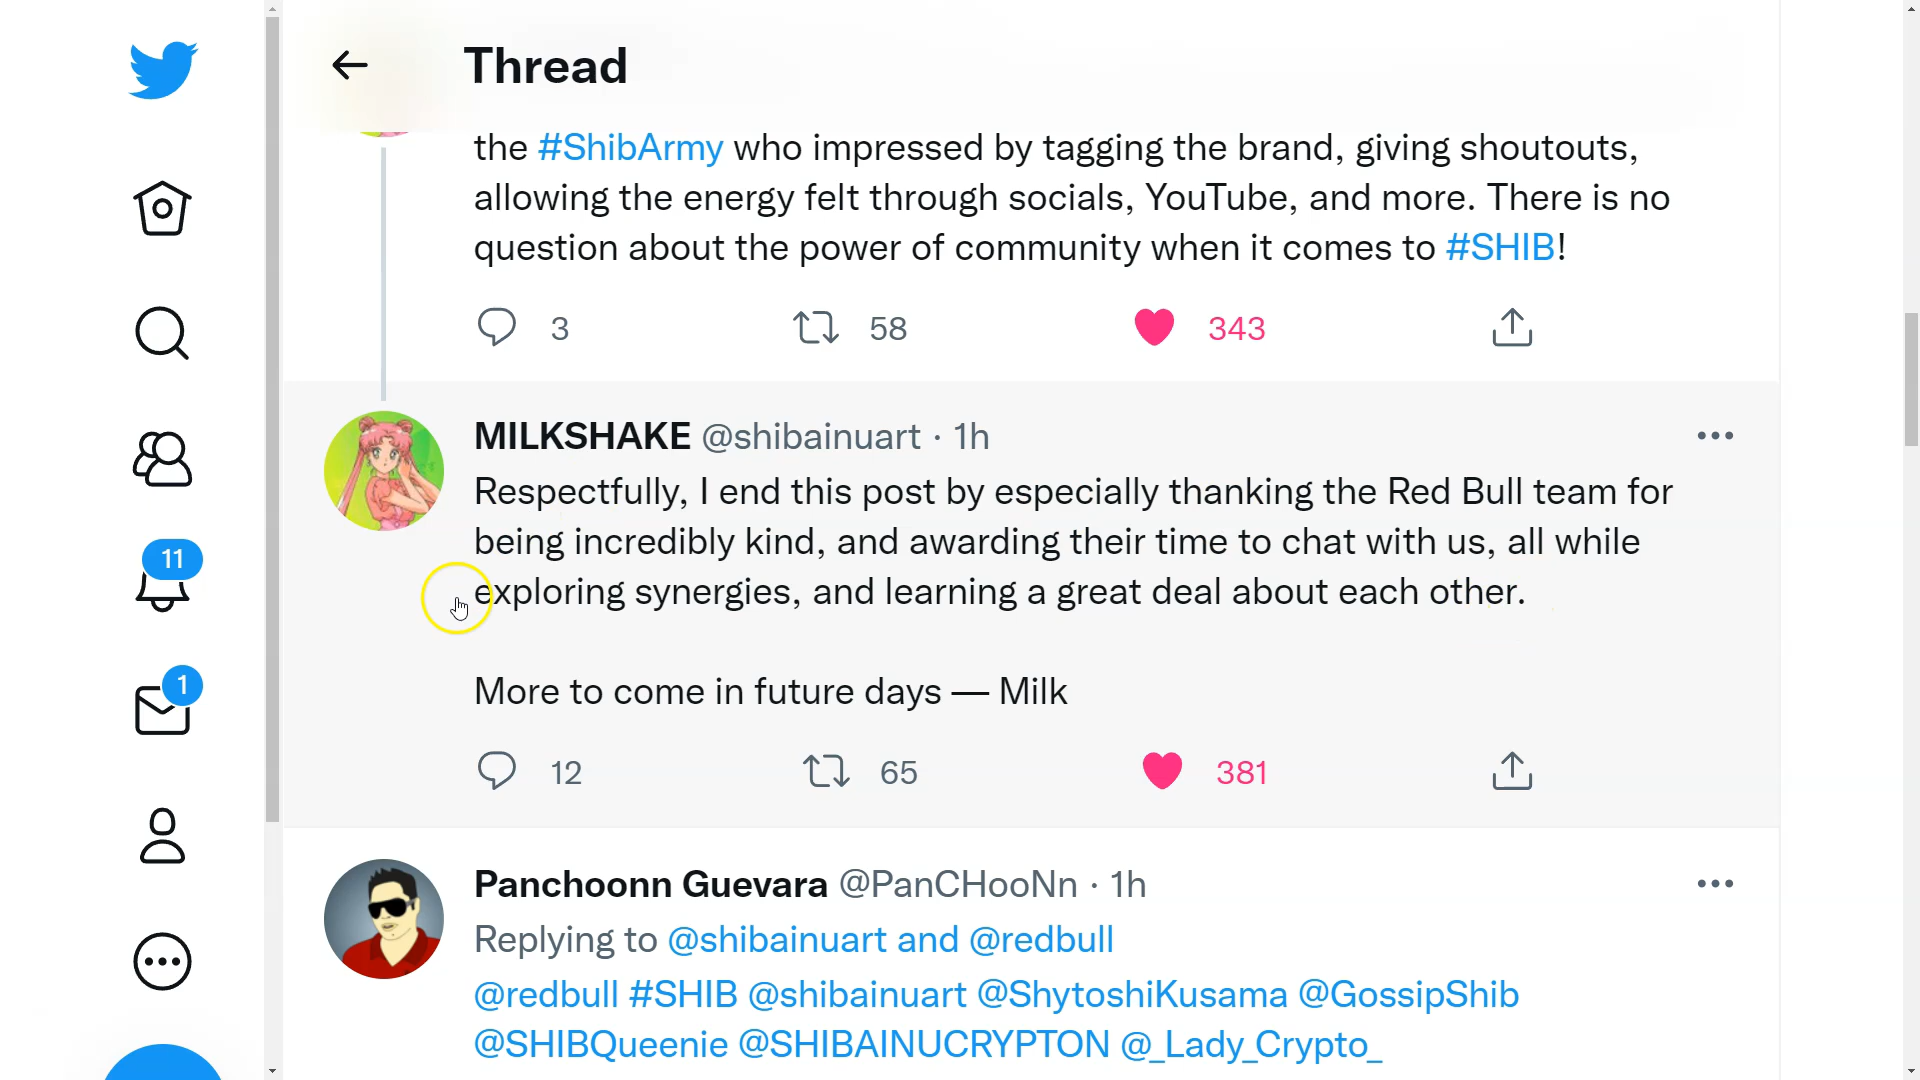 Thread
the #ShibArmy who impressed by tagging the brand, giving shoutouts,
allowing the energy felt through socials, YouTube, and more. There is no
question about the power of community when it comes to #SHIB!
3 58 343
MILKSHAKE @shibainuart · 1h
Respectfully, I end this post by especially thanking the Red Bull team for
being incredibly kind, and awarding their time to chat with us, all while
exploring synergies, and learning a great deal about each other.
More to come in future days — Milk
12 65 381
Panchoonn Guevara @PanCHooNn · 1h
Replying to @shibainuart and @redbull
@redbull #SHIB @shibainuart @ShytoshiKusama @GossipShib
@SHIBQueenie @SHIBAINUCRYPTON @_Lady_Crypto_
11
1